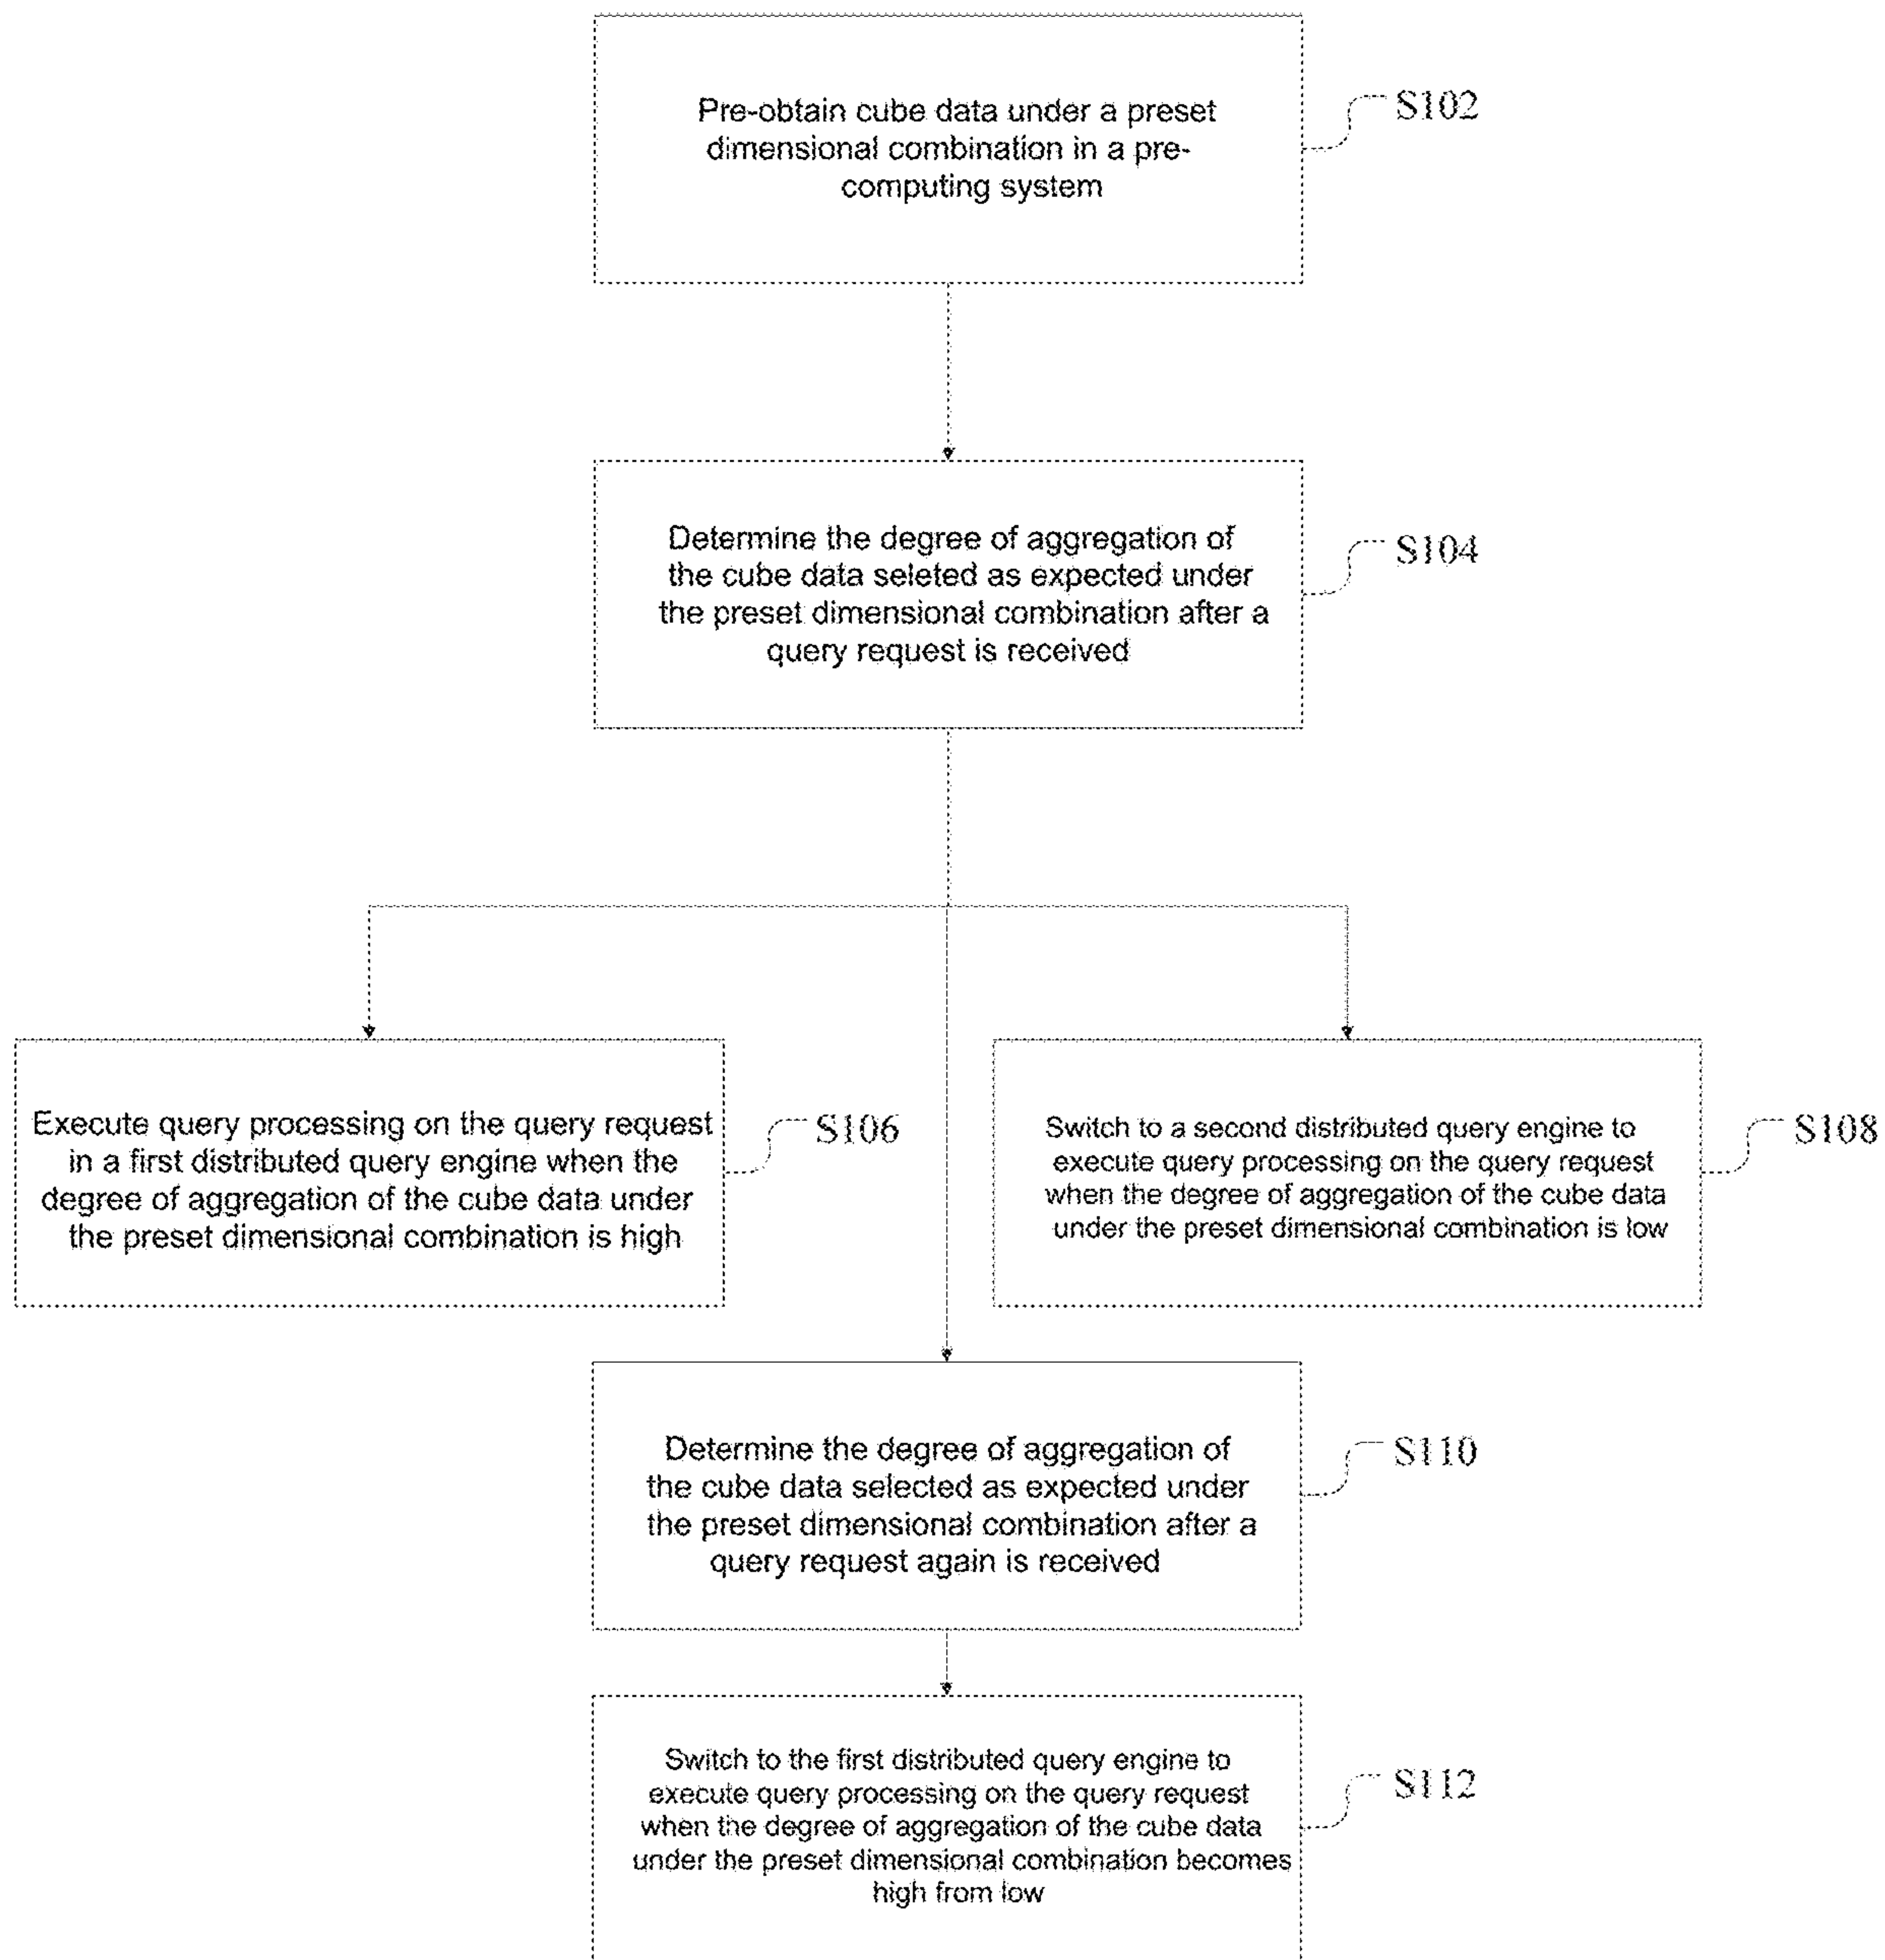 Pre-obtain cube data under a preset
dimensional combination in a pre-
computing system
S102
Determine the degree of aggregation of
the cube data seleted as expected under
the preset dimensional combination after a
query request is received
S104
Execute query processing on the query request
in a first distributed query engine when the
degree of aggregation of the cube data under
the preset dimensional combination is high
S106
Switch to a second distributed query engine to
execute query processing on the query request
when the degree of aggregation of the cube data
under the preset dimensional combination is low
S108
Determine the degree of aggregation of
the cube data selected as expected under
the preset dimensional combination after a
query request again is received
S110
Switch to the first distributed query engine to
execute query processing on the query request
when the degree of aggregation of the cube data
under the preset dimensional combination becomes
high from low
S112